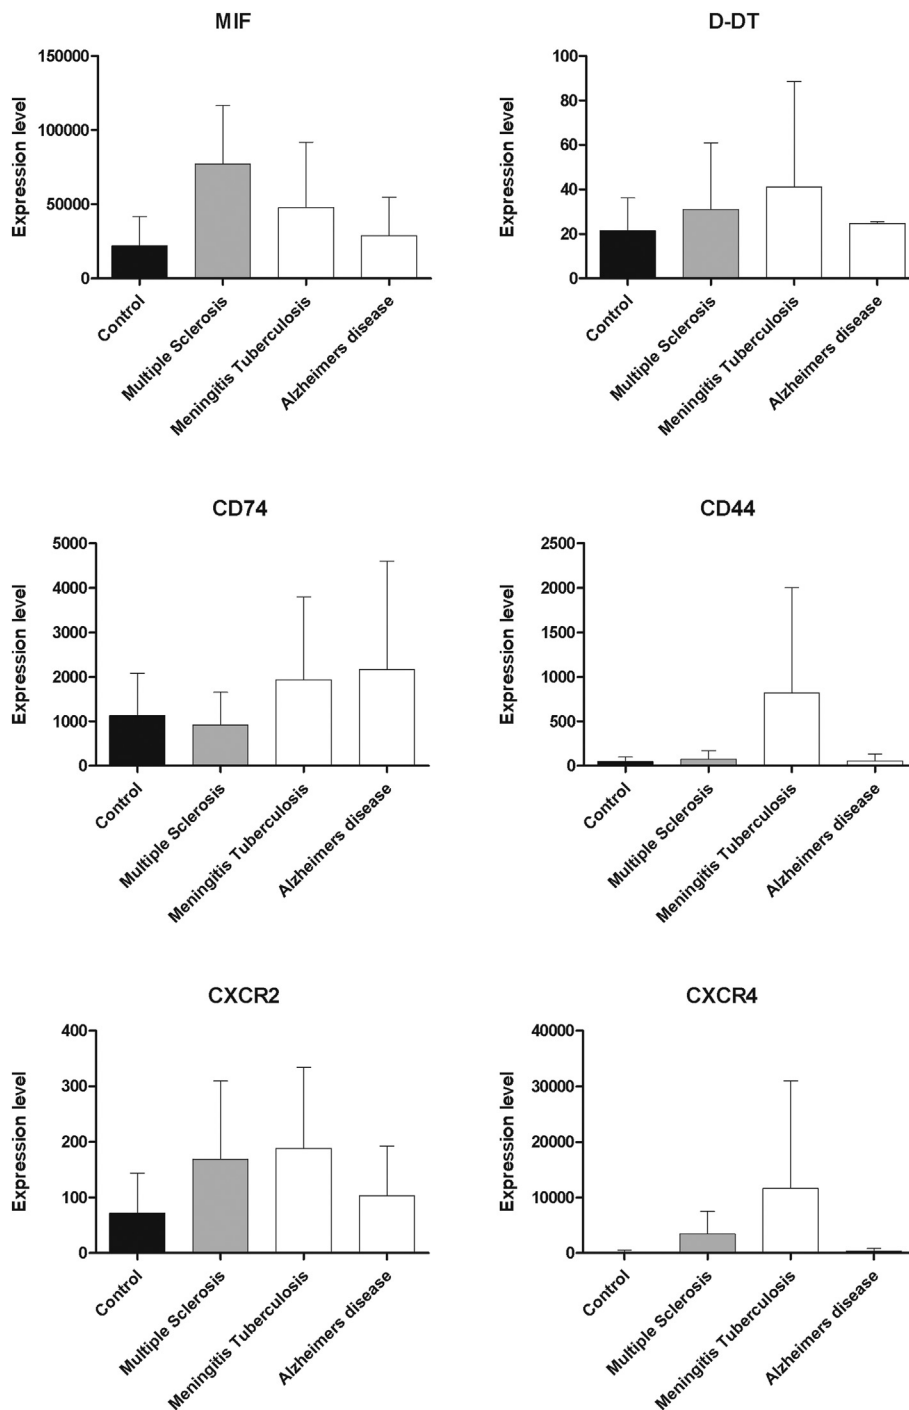 MIF
Expression level
150000
100000
50000
0
Control
Multiple Sclerosis
Meningitis Tuberculosis
Alzheimers disease
D-DT
Expression level
100
80
60
40
20
0
Control
Multiple Sclerosis
Meningitis Tuberculosis
Alzheimers disease
CD74
Expression level
5000
4000
3000
2000
1000
0
Control
Multiple Sclerosis
Meningitis Tuberculosis
Alzheimers disease
CD44
Expression level
2500
2000
1500
1000
500
0
Control
Multiple Sclerosis
Meningitis Tuberculosis
Alzheimers disease
CXCR2
Expression level
400
300
200
100
0
Control
Multiple Sclerosis
Meningitis Tuberculosis
Alzheimers disease
CXCR4
Expression level
40000
30000
20000
10000
0
Control
Multiple Sclerosis
Meningitis Tuberculosis
Alzheimers disease